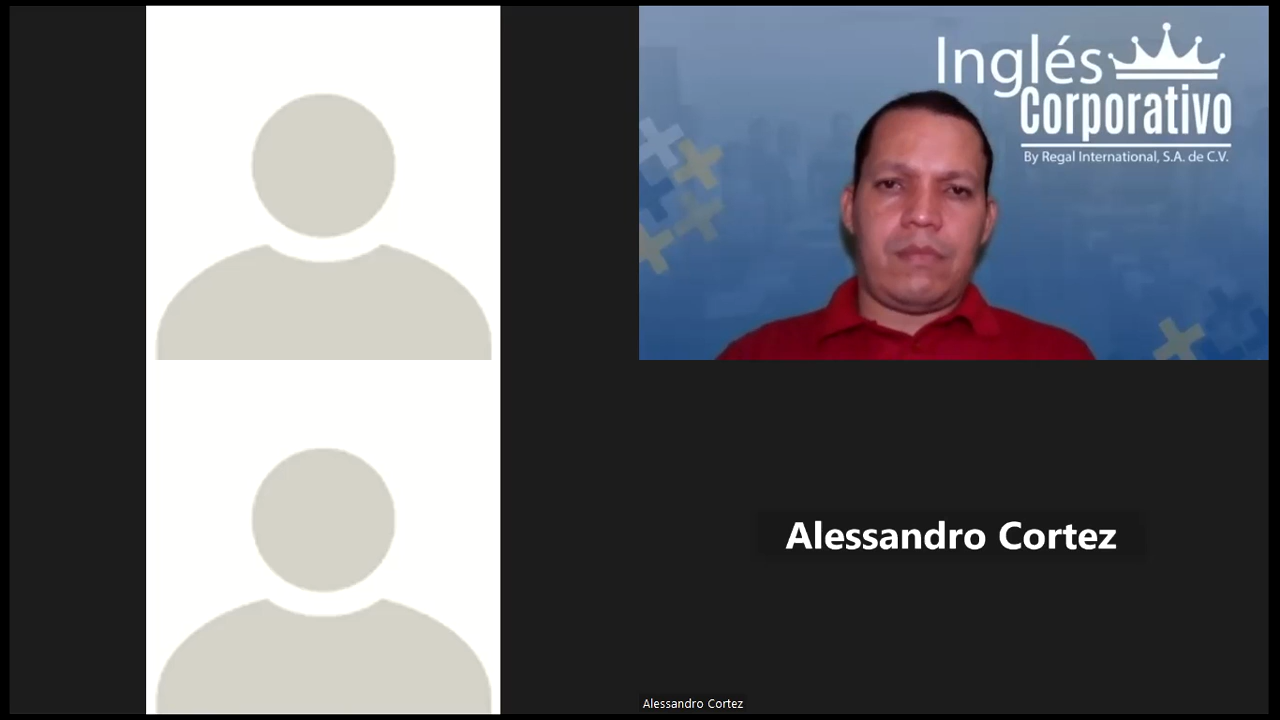 Inglés
Corporativo
By Regal International, S.A. de C.V.
Alessandro Cortez
Alessandro Cortez